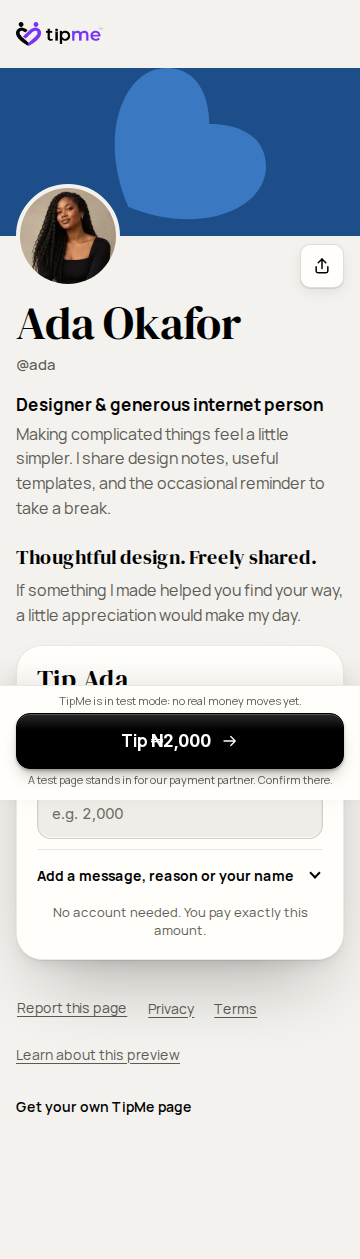 tipme
Ada Okafor
@ada
Designer & generous internet person
Making complicated things feel a little
simpler. I share design notes, useful
templates, and the occasional reminder to
take a break.
Thoughtful design. Freely shared.
If something I made helped you find your way,
a little appreciation would make my day.
Tip Ada
TipMe is in test mode: no real money moves yet.
Tip ₦2,000 →
A test page stands in for our payment partner. Confirm there.
e.g. 2,000
Add a message, reason or your name
No account needed. You pay exactly this
amount.
Report this page Privacy Terms
Learn about this preview
Get your own TipMe page